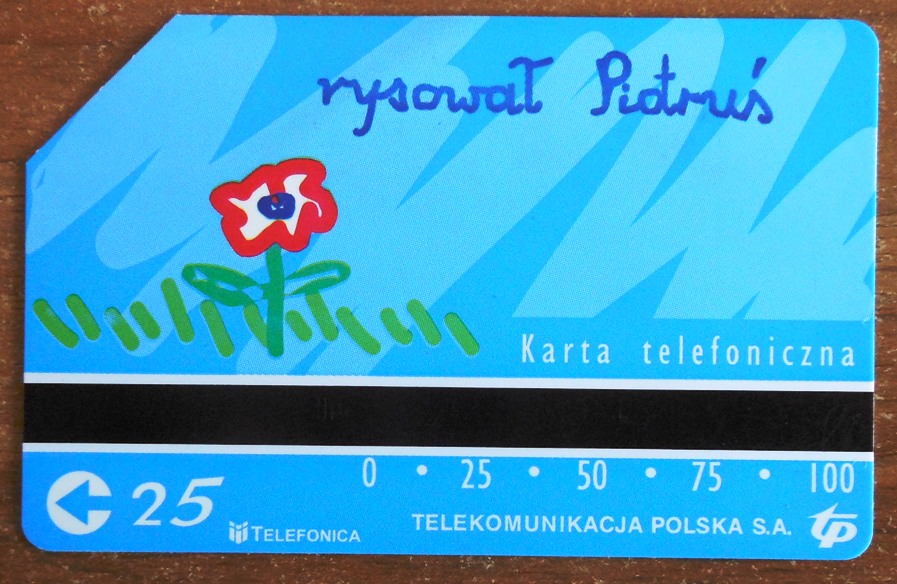 rysował Piotruś
Karta telefoniczna
0 • 25 • 50 • 75 • 100
25
TELEFONICA
TELEKOMUNIKACJA POLSKA S.A. tp